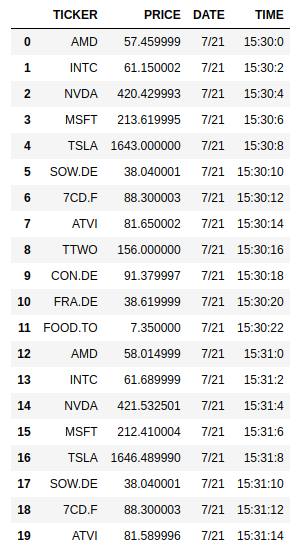 TICKER PRICE DATE TIME
0 AMD 57.459999 7/21 15:30:0
1 INTC 61.150002 7/21 15:30:2
2 NVDA 420.429993 7/21 15:30:4
3 MSFT 213.619995 7/21 15:30:6
4 TSLA 1643.000000 7/21 15:30:8
5 SOW.DE 38.040001 7/21 15:30:10
6 7CD.F 88.300003 7/21 15:30:12
7 ATVI 81.650002 7/21 15:30:14
8 TTWO 156.000000 7/21 15:30:16
9 CON.DE 91.379997 7/21 15:30:18
10 FRA.DE 38.619999 7/21 15:30:20
11 FOOD.TO 7.350000 7/21 15:30:22
12 AMD 58.014999 7/21 15:31:0
13 INTC 61.689999 7/21 15:31:2
14 NVDA 421.532501 7/21 15:31:4
15 MSFT 212.410004 7/21 15:31:6
16 TSLA 1646.489990 7/21 15:31:8
17 SOW.DE 38.040001 7/21 15:31:10
18 7CD.F 88.300003 7/21 15:31:12
19 ATVI 81.589996 7/21 15:31:14